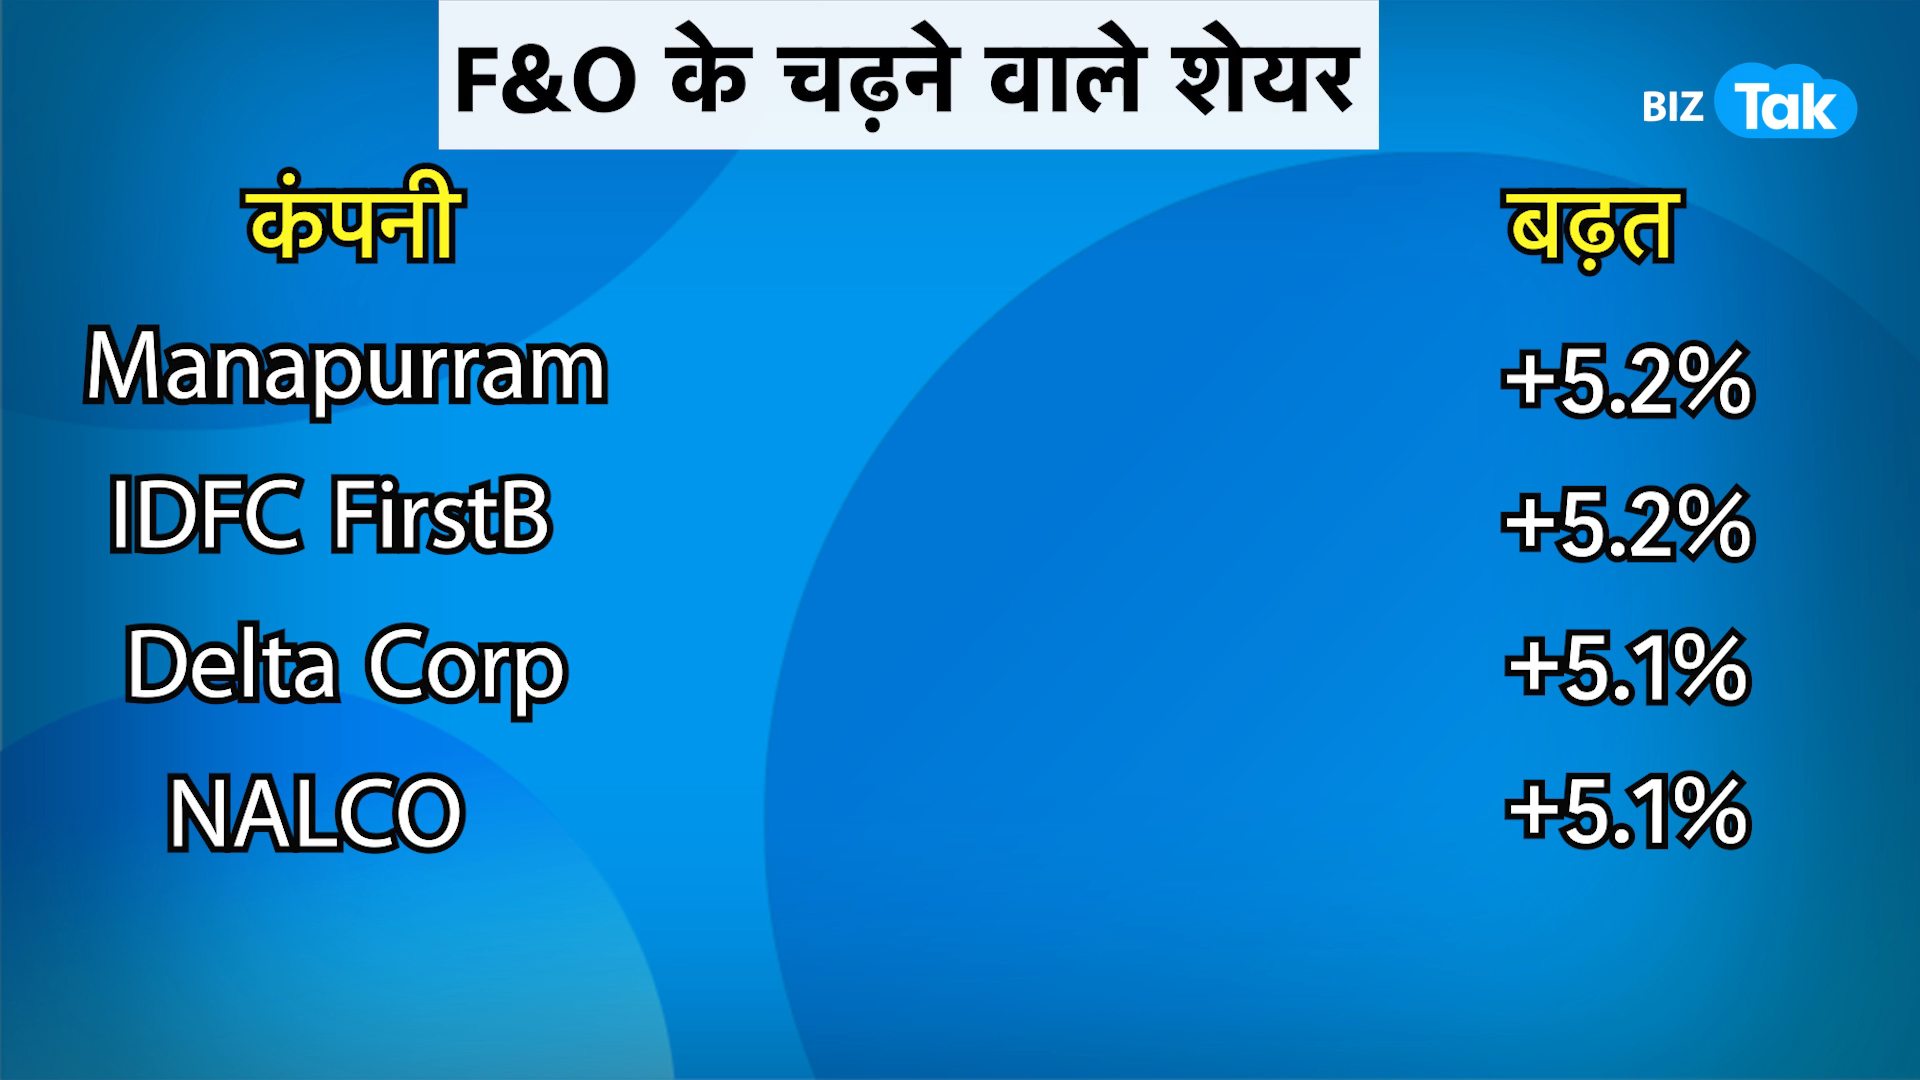 F&O के चढ़ने वाले शेयर
BIZ Tak
कंपनी बढ़त
Manapurram +5.2%
IDFC FirstB +5.2%
Delta Corp +5.1%
NALCO +5.1%